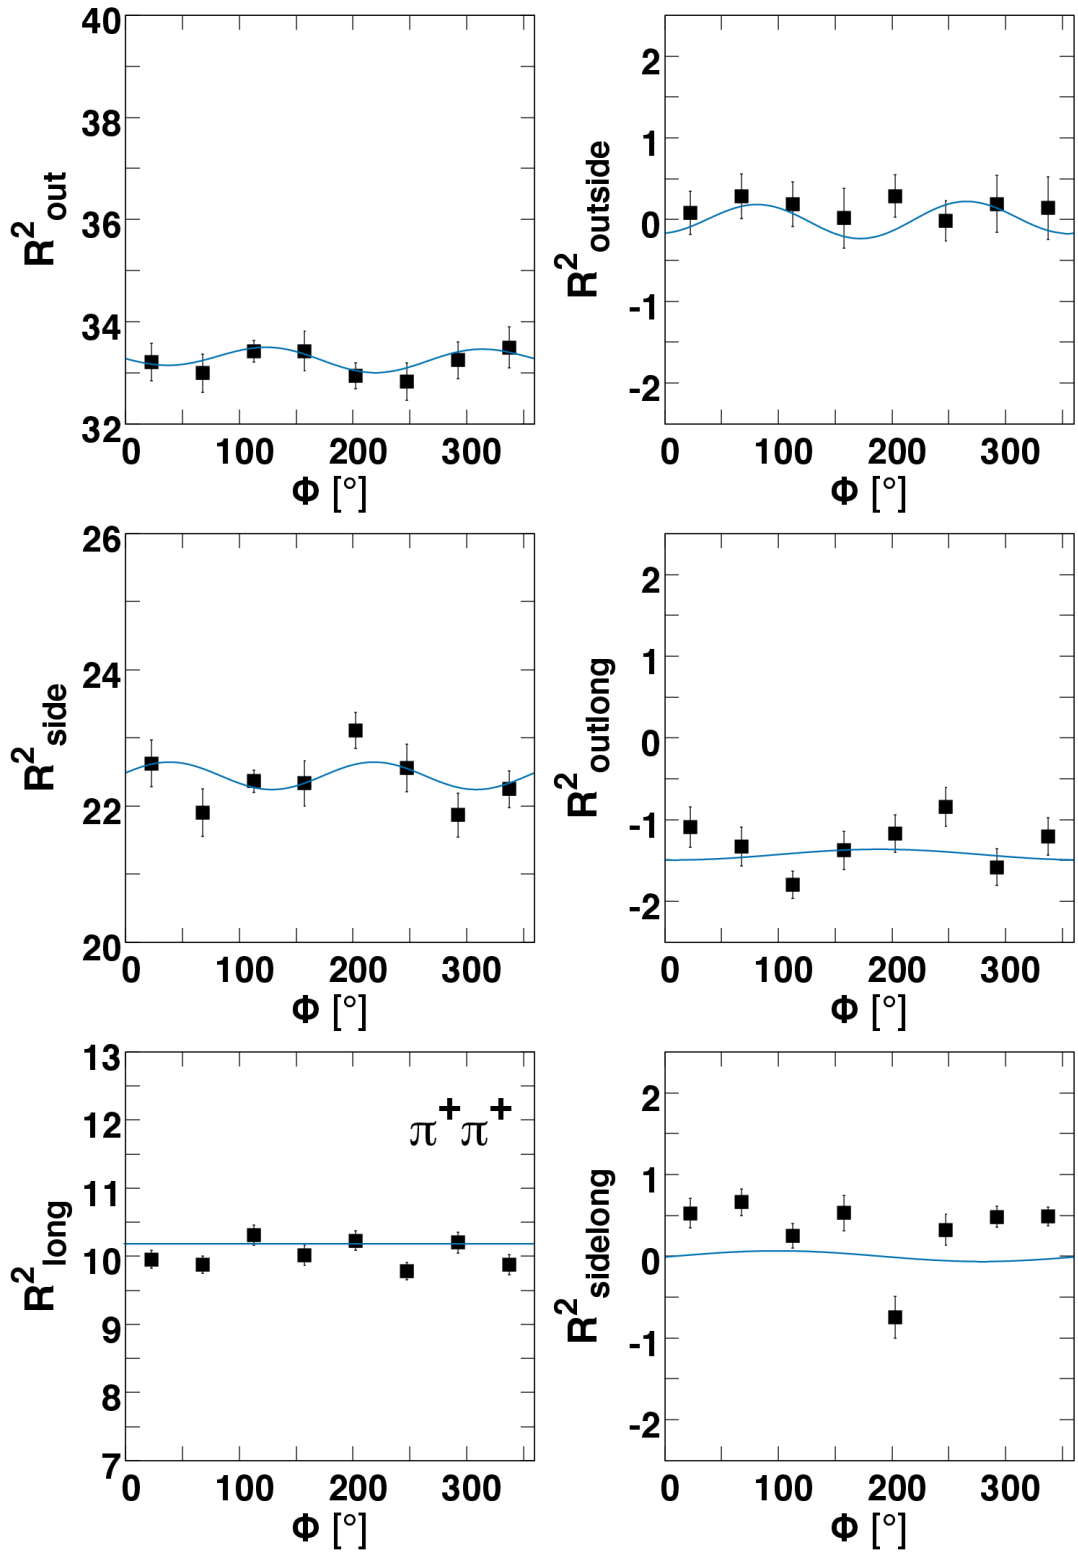 40
38
36
34
32
R²out
0 100 200 300
Φ [°]
2
1
0
-1
-2
R²outside
0 100 200 300
Φ [°]
26
24
22
20
R²side
0 100 200 300
Φ [°]
2
1
0
-1
-2
R²outlong
0 100 200 300
Φ [°]
13
12
11
10
9
8
7
R²long
π⁺π⁺
0 100 200 300
Φ [°]
2
1
0
-1
-2
R²sidelong
0 100 200 300
Φ [°]